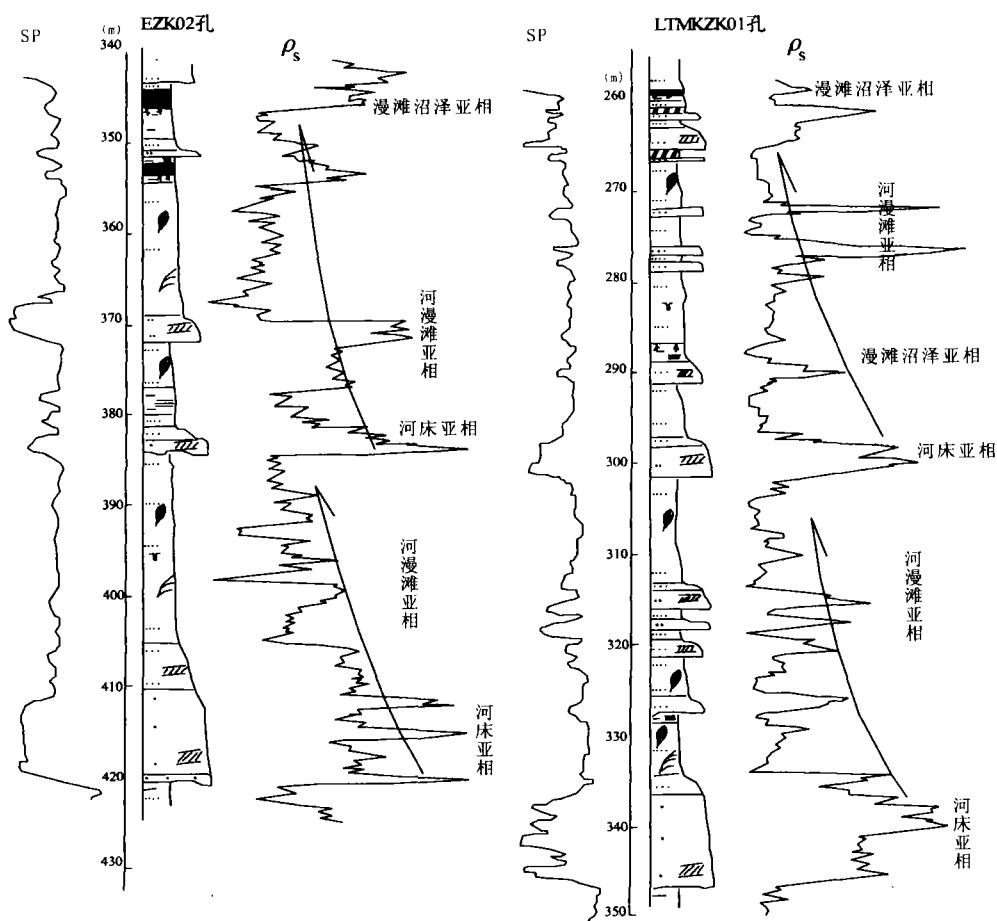 EZK02孔
SP
(m)
ρs
340
350
360
370
380
390
400
410
420
430
漫滩沼泽亚相
河漫滩亚相
河床亚相
河漫滩亚相
河床亚相
LTMKZK01孔
SP
(m)
ρs
260
270
280
290
300
310
320
330
340
350
漫滩沼泽亚相
河漫滩亚相
漫滩沼泽亚相
河床亚相
河漫滩亚相
河床亚相